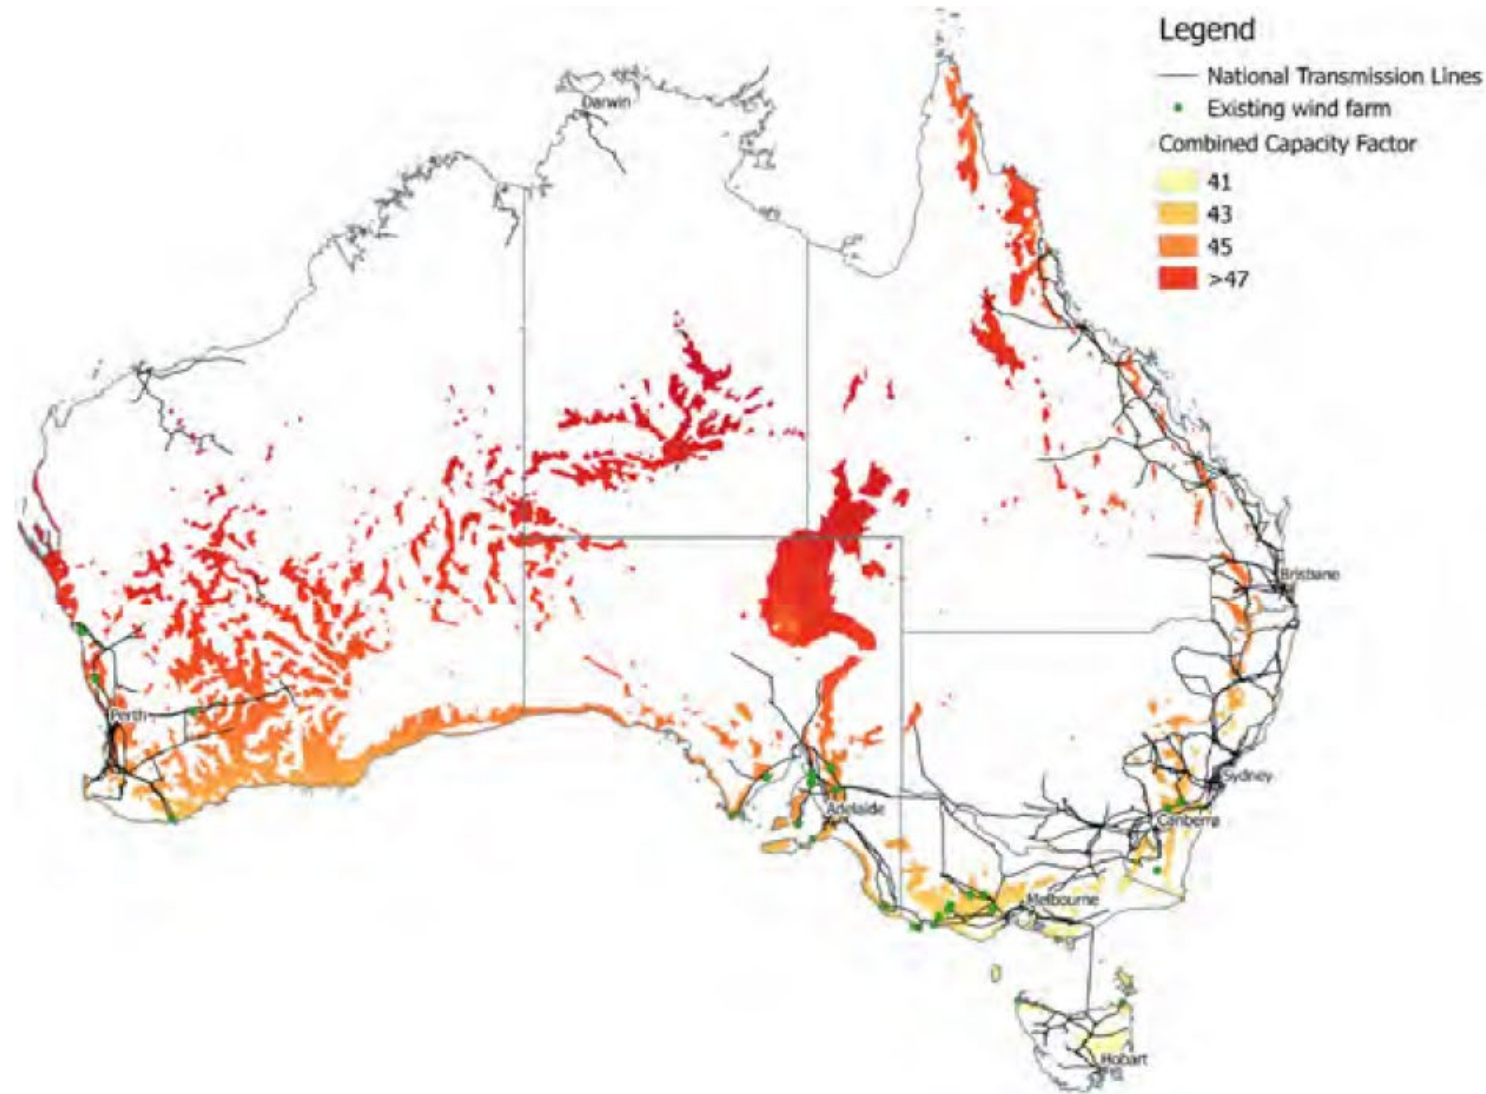 Legend
National Transmission Lines
Existing wind farm
Combined Capacity Factor
41
43
45
>47
Darwin
Brisbane
Perth
Sydney
Adelaide
Canberra
Melbourne
Hobart